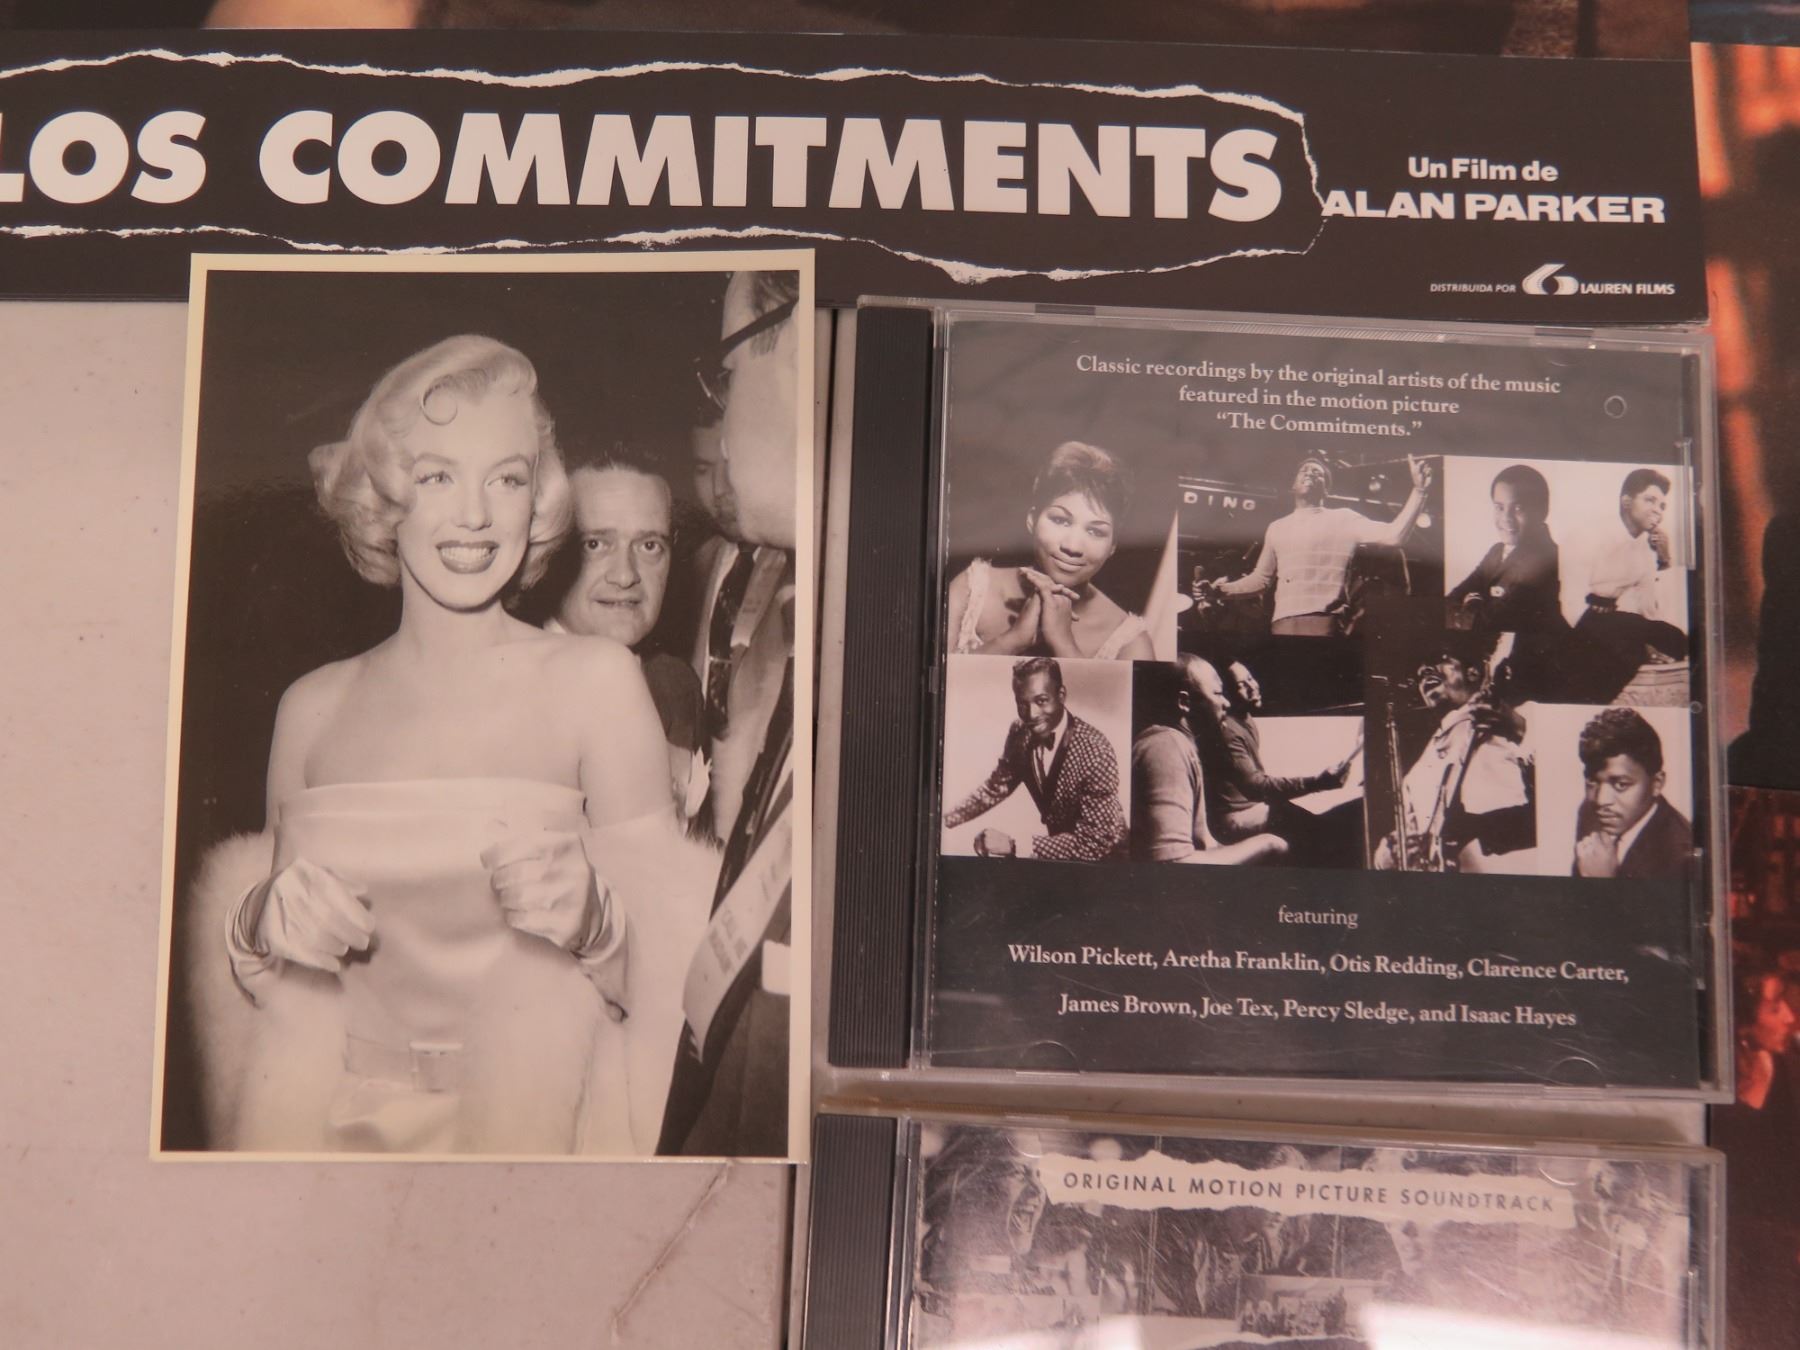 LOS COMMITMENTS
Un Film de
ALAN PARKER
DISTRIBUIDA POR LAUREN FILMS
Classic recordings by the original artists of the music
featured in the motion picture
“The Commitments.”
DING
featuring
Wilson Pickett, Aretha Franklin, Otis Redding, Clarence Carter,
James Brown, Joe Tex, Percy Sledge, and Isaac Hayes
ORIGINAL MOTION PICTURE SOUNDTRACK